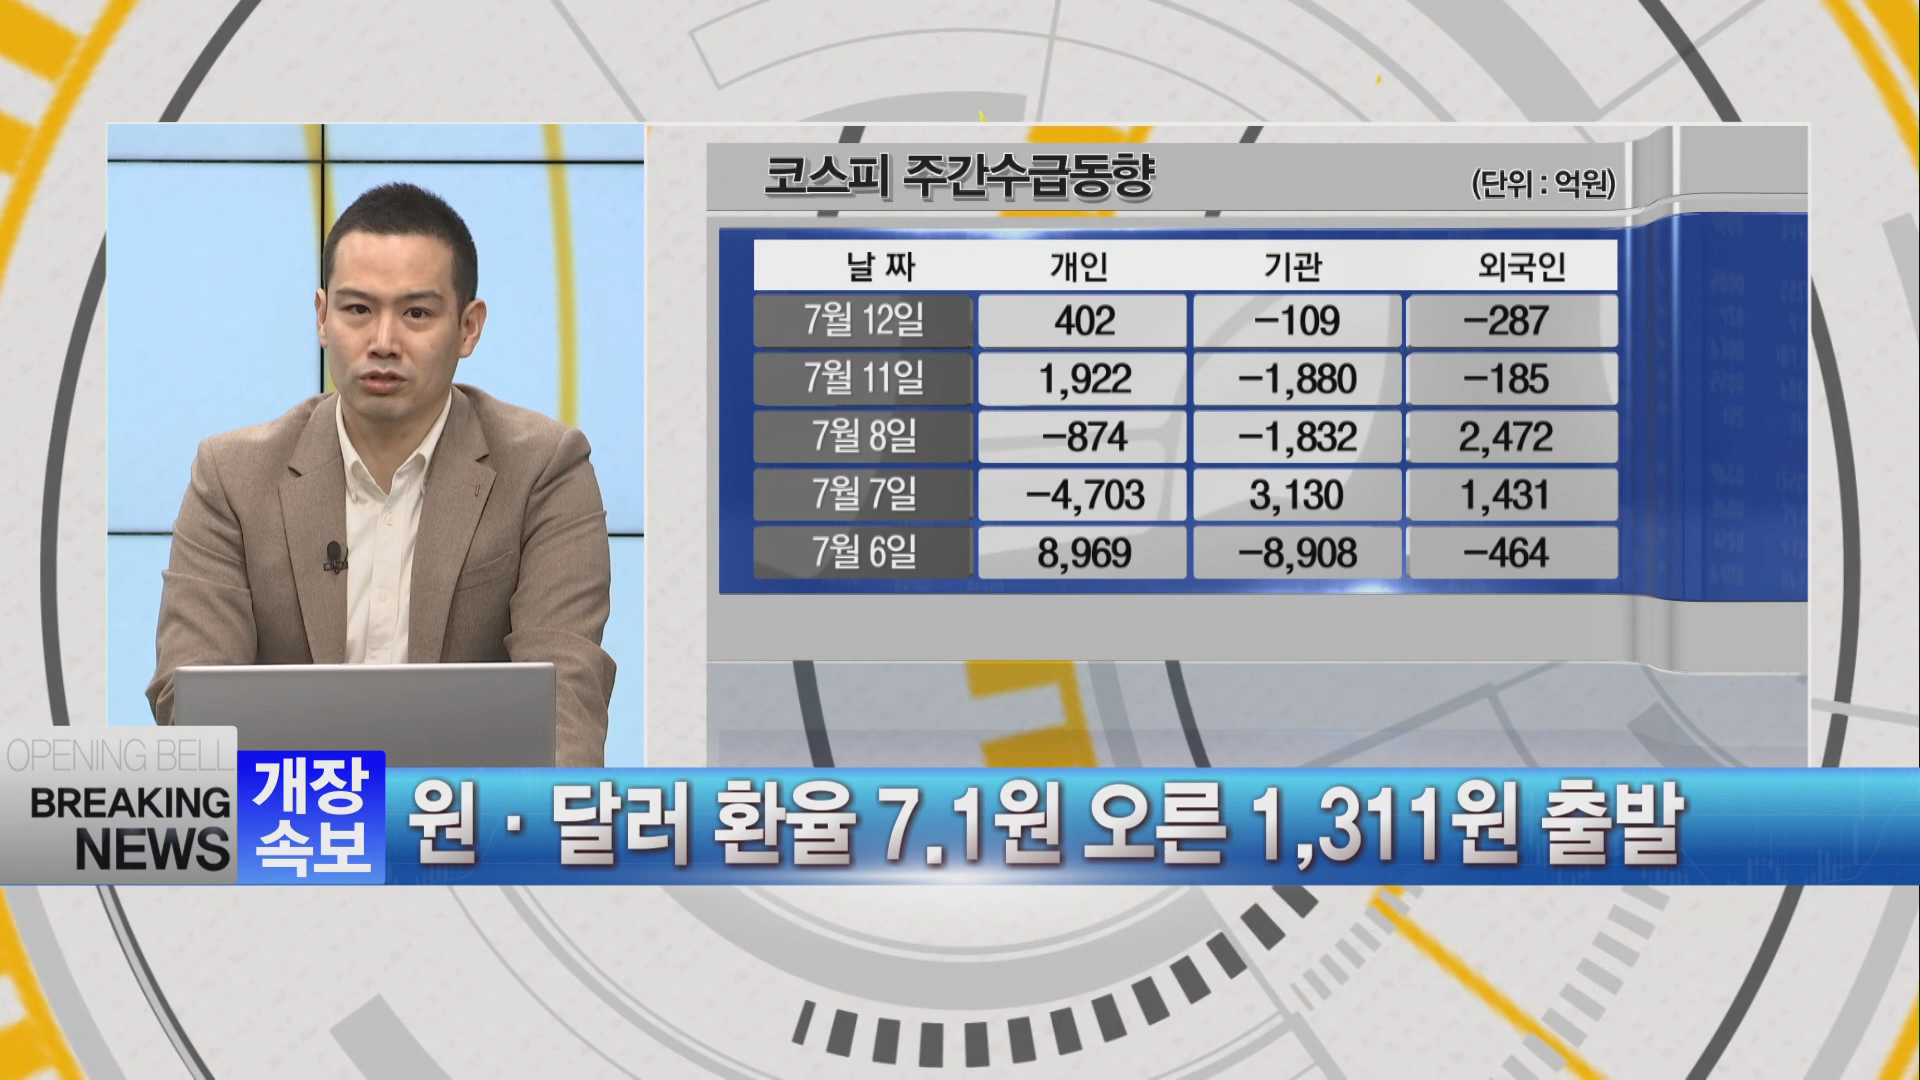 코스피 주간수급동향 (단위 : 억원)
날 짜 개인 기관 외국인
7월 12일 402 -109 -287
7월 11일 1,922 -1,880 -185
7월 8일 -874 -1,832 2,472
7월 7일 -4,703 3,130 1,431
7월 6일 8,969 -8,908 -464
OPENING BELL
BREAKING
NEWS
개장
속보
원 · 달러 환율 7.1원 오른 1,311원 출발